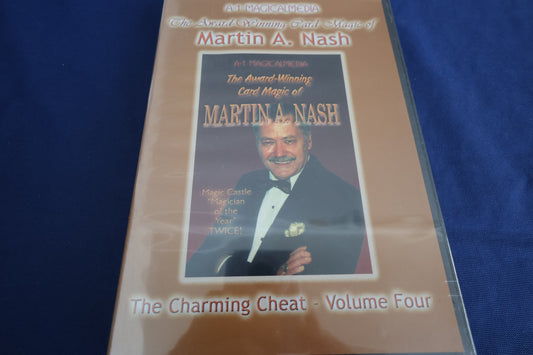 A-1 MAGICALMEDIA
The Award-Winning Card Magic of
Martin A. Nash
A-1 MAGICALMEDIA
The Award-Winning
Card Magic of
MARTIN A. NASH
Magic Castle
"Magician
of the
Year"
TWICE!
The Charming Cheat - Volume Four